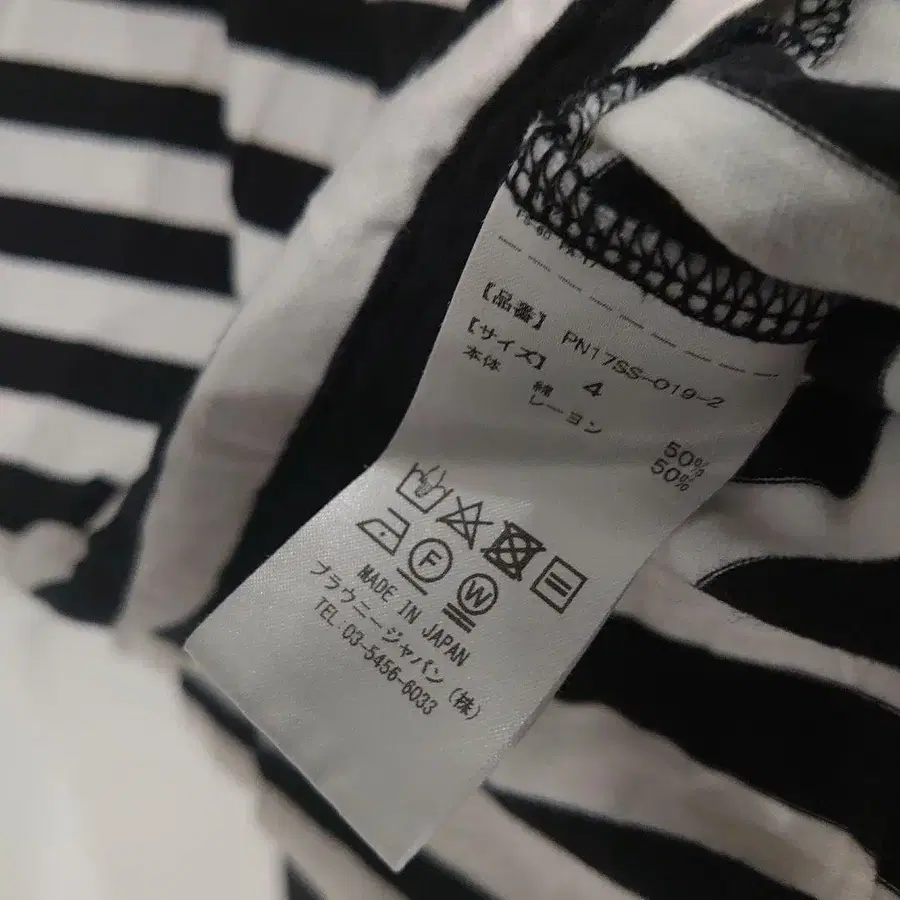 【品番】 PN17SS-019-2
【サイズ】 4
本体 綿 50%
レーヨン 50%
F W
MADE IN JAPAN
ブラウニージャパン (株)
TEL:03-5456-6033